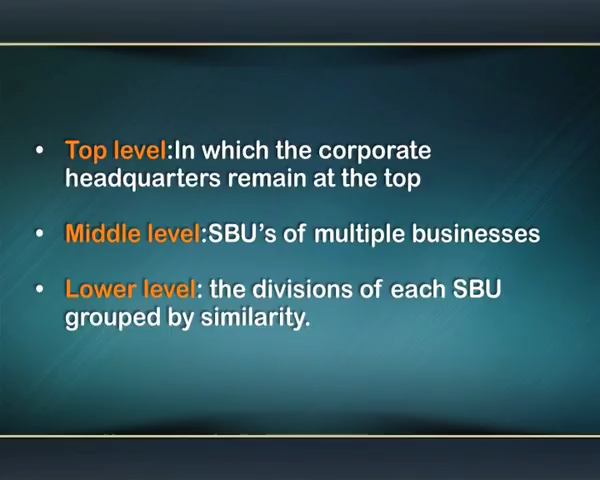 • Top level:In which the corporate
headquarters remain at the top
• Middle level:SBU's of multiple businesses
• Lower level: the divisions of each SBU
grouped by similarity.